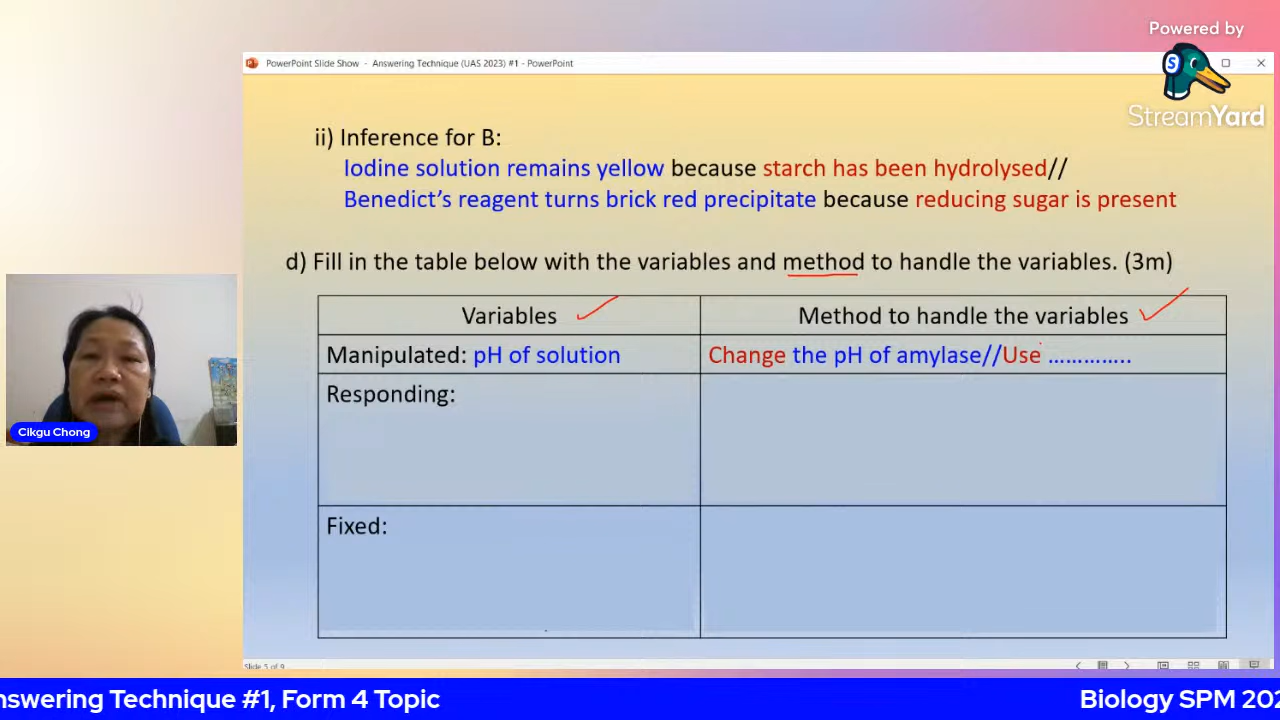 Powered by
StreamYard
PowerPoint Slide Show - Answering Technique (UAS 2023) #1 - PowerPoint
ii) Inference for B:
Iodine solution remains yellow because starch has been hydrolysed//
Benedict's reagent turns brick red precipitate because reducing sugar is present
d) Fill in the table below with the variables and method to handle the variables. (3m)
Variables
Method to handle the variables
Manipulated: pH of solution
Change the pH of amylase//Use …………..
Responding:
Fixed:
Cikgu Chong
Slide 5 of 9
nswering Technique #1, Form 4 Topic
Biology SPM 202